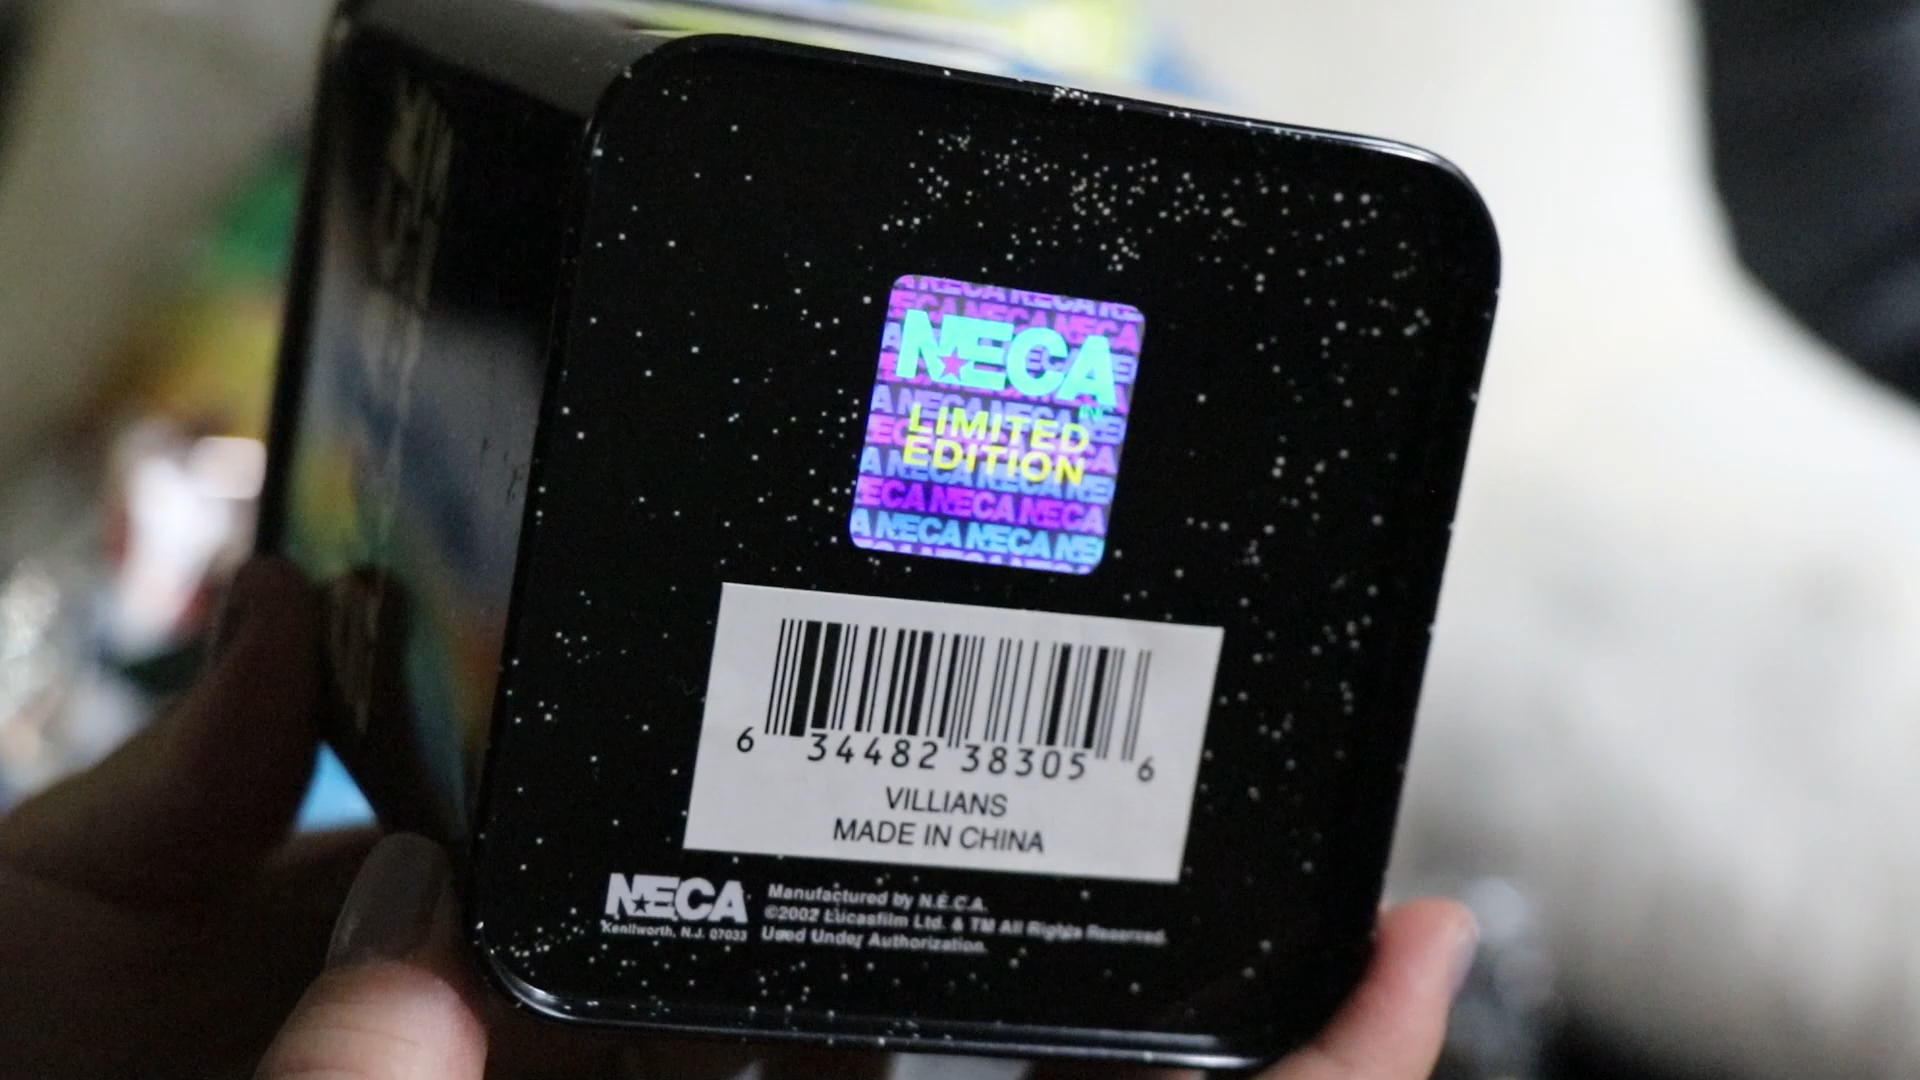 NECA
INC
LIMITED
EDITION
6 34482 38305 6
VILLIANS
MADE IN CHINA
NECA
Kenilworth, N.J. 07033
Manufactured by N.E.C.A.
©2002 Lucasfilm Ltd. & TM All Rights Reserved.
Used Under Authorization.